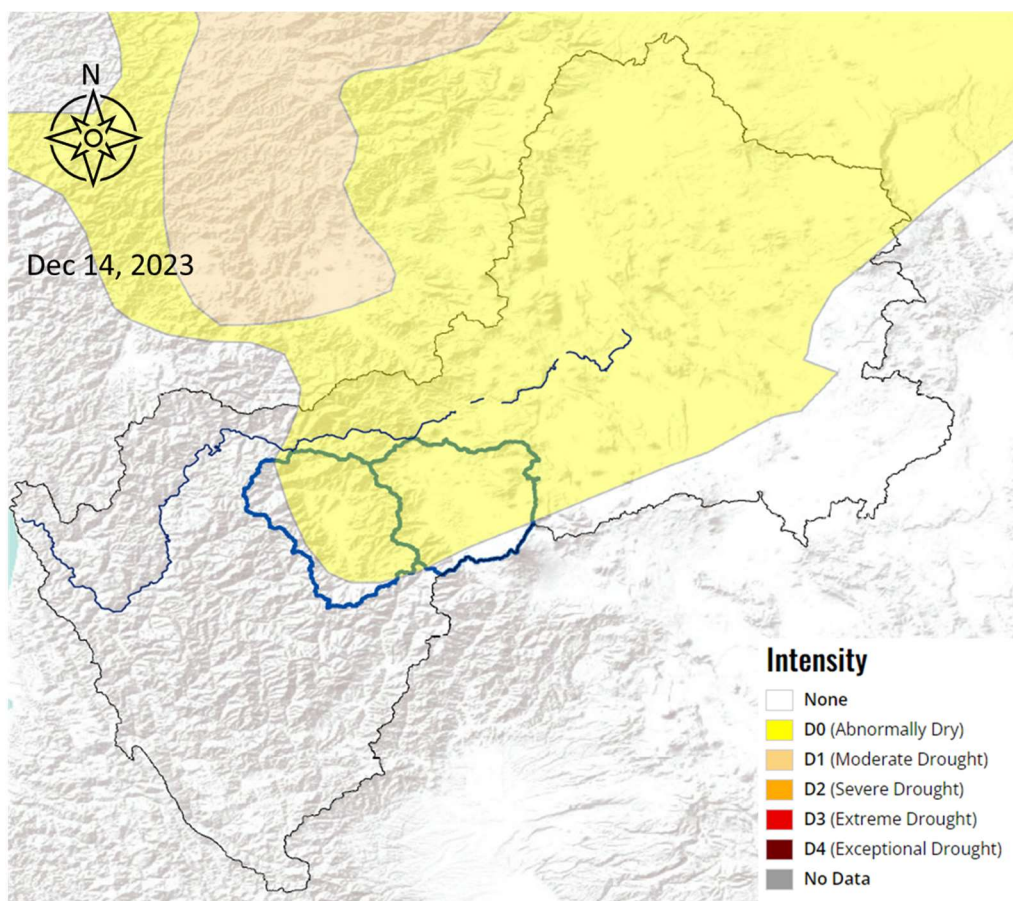 N
Dec 14, 2023
Intensity
None
D0 (Abnormally Dry)
D1 (Moderate Drought)
D2 (Severe Drought)
D3 (Extreme Drought)
D4 (Exceptional Drought)
No Data